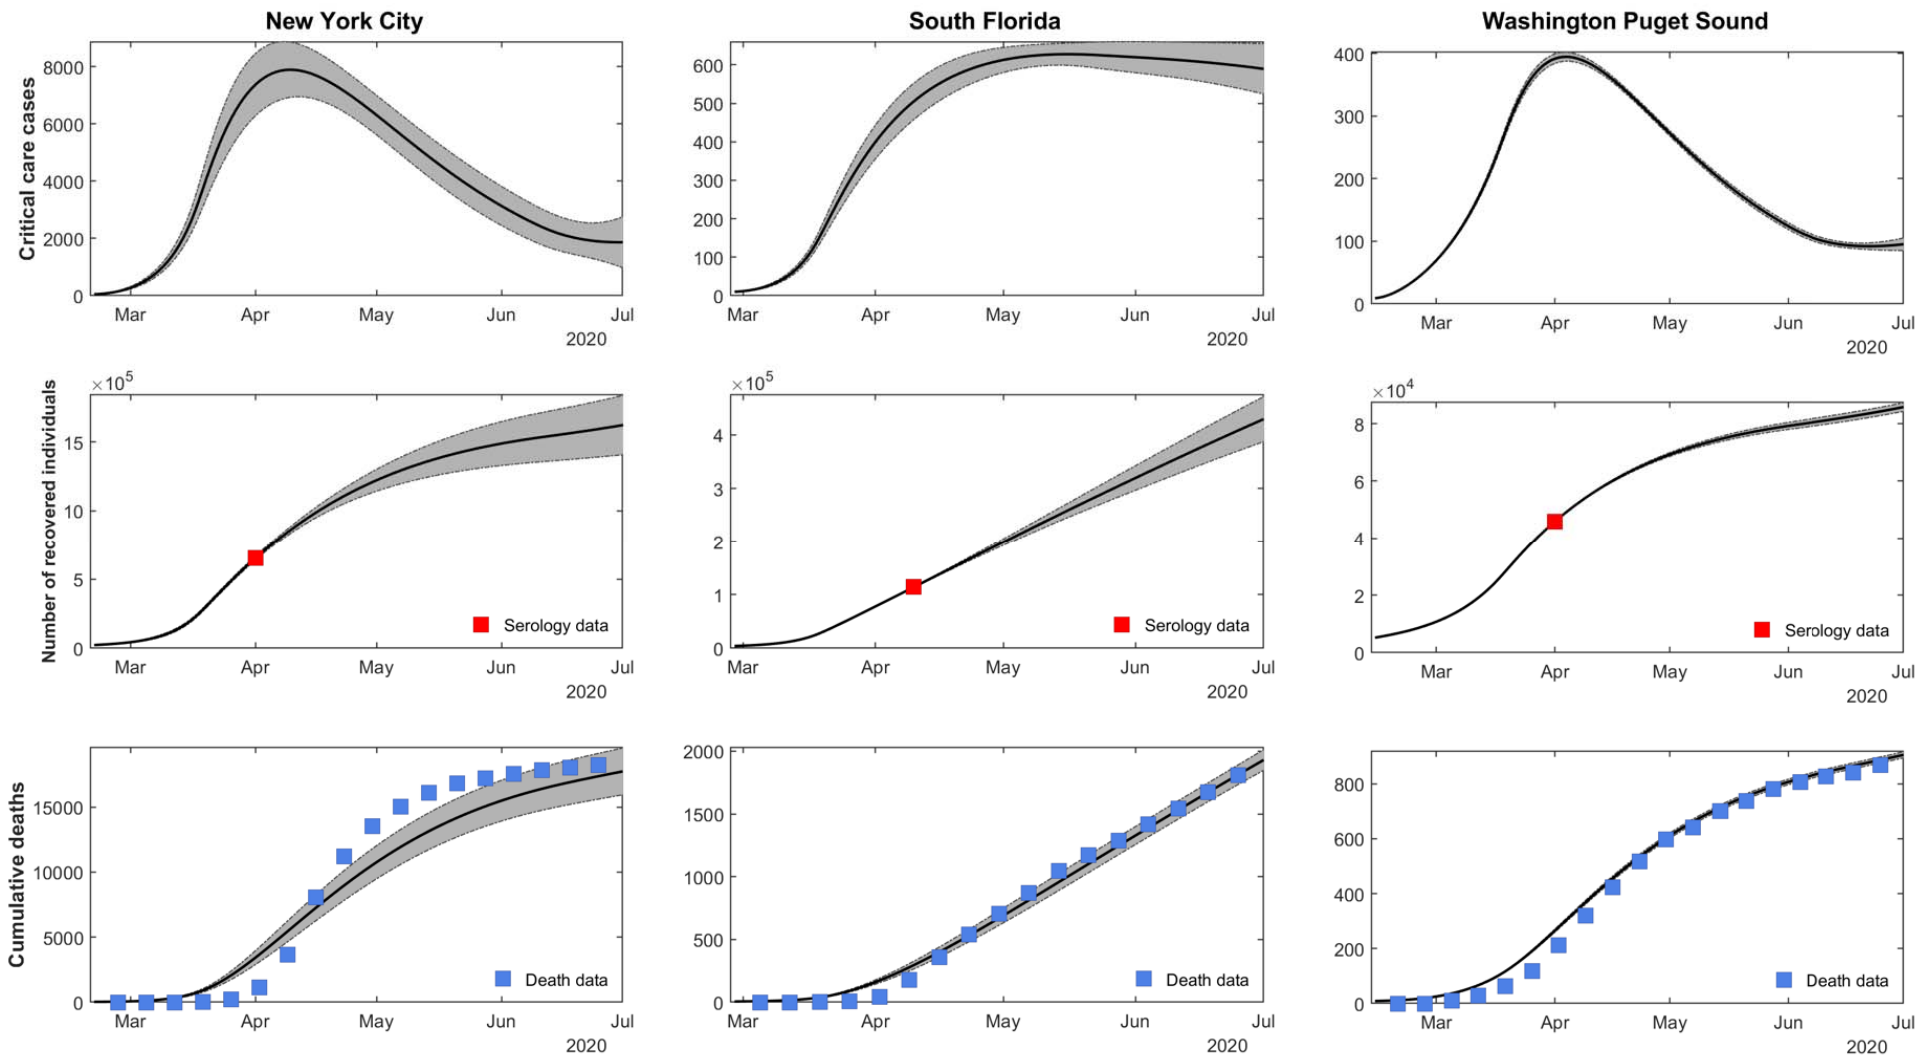 New York City
South Florida
Washington Puget Sound
Critical care cases
8000
6000
4000
2000
0
Mar Apr May Jun Jul
2020
600
500
400
300
200
100
0
Mar Apr May Jun Jul
2020
400
300
200
100
0
Mar Apr May Jun Jul
2020
Number of recovered individuals
×10⁵
15
10
5
0
Serology data
Mar Apr May Jun Jul
2020
×10⁵
4
3
2
1
0
Serology data
Mar Apr May Jun Jul
2020
×10⁴
8
6
4
2
0
Serology data
Mar Apr May Jun Jul
2020
Cumulative deaths
15000
10000
5000
0
Death data
Mar Apr May Jun Jul
2020
2000
1500
1000
500
0
Death data
Mar Apr May Jun Jul
2020
800
600
400
200
0
Death data
Mar Apr May Jun Jul
2020